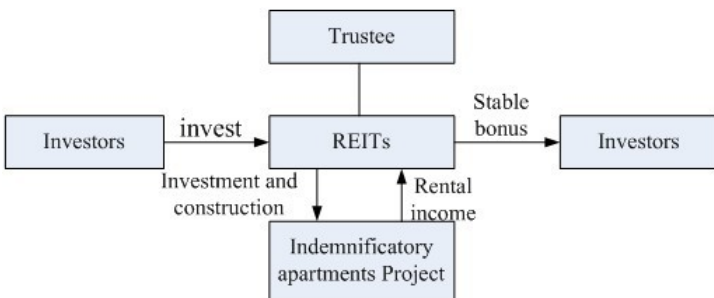 Trustee
Investors
invest
REITs
Stable
bonus
Investors
Investment and
construction
Rental
income
Indemnificatory
apartments Project